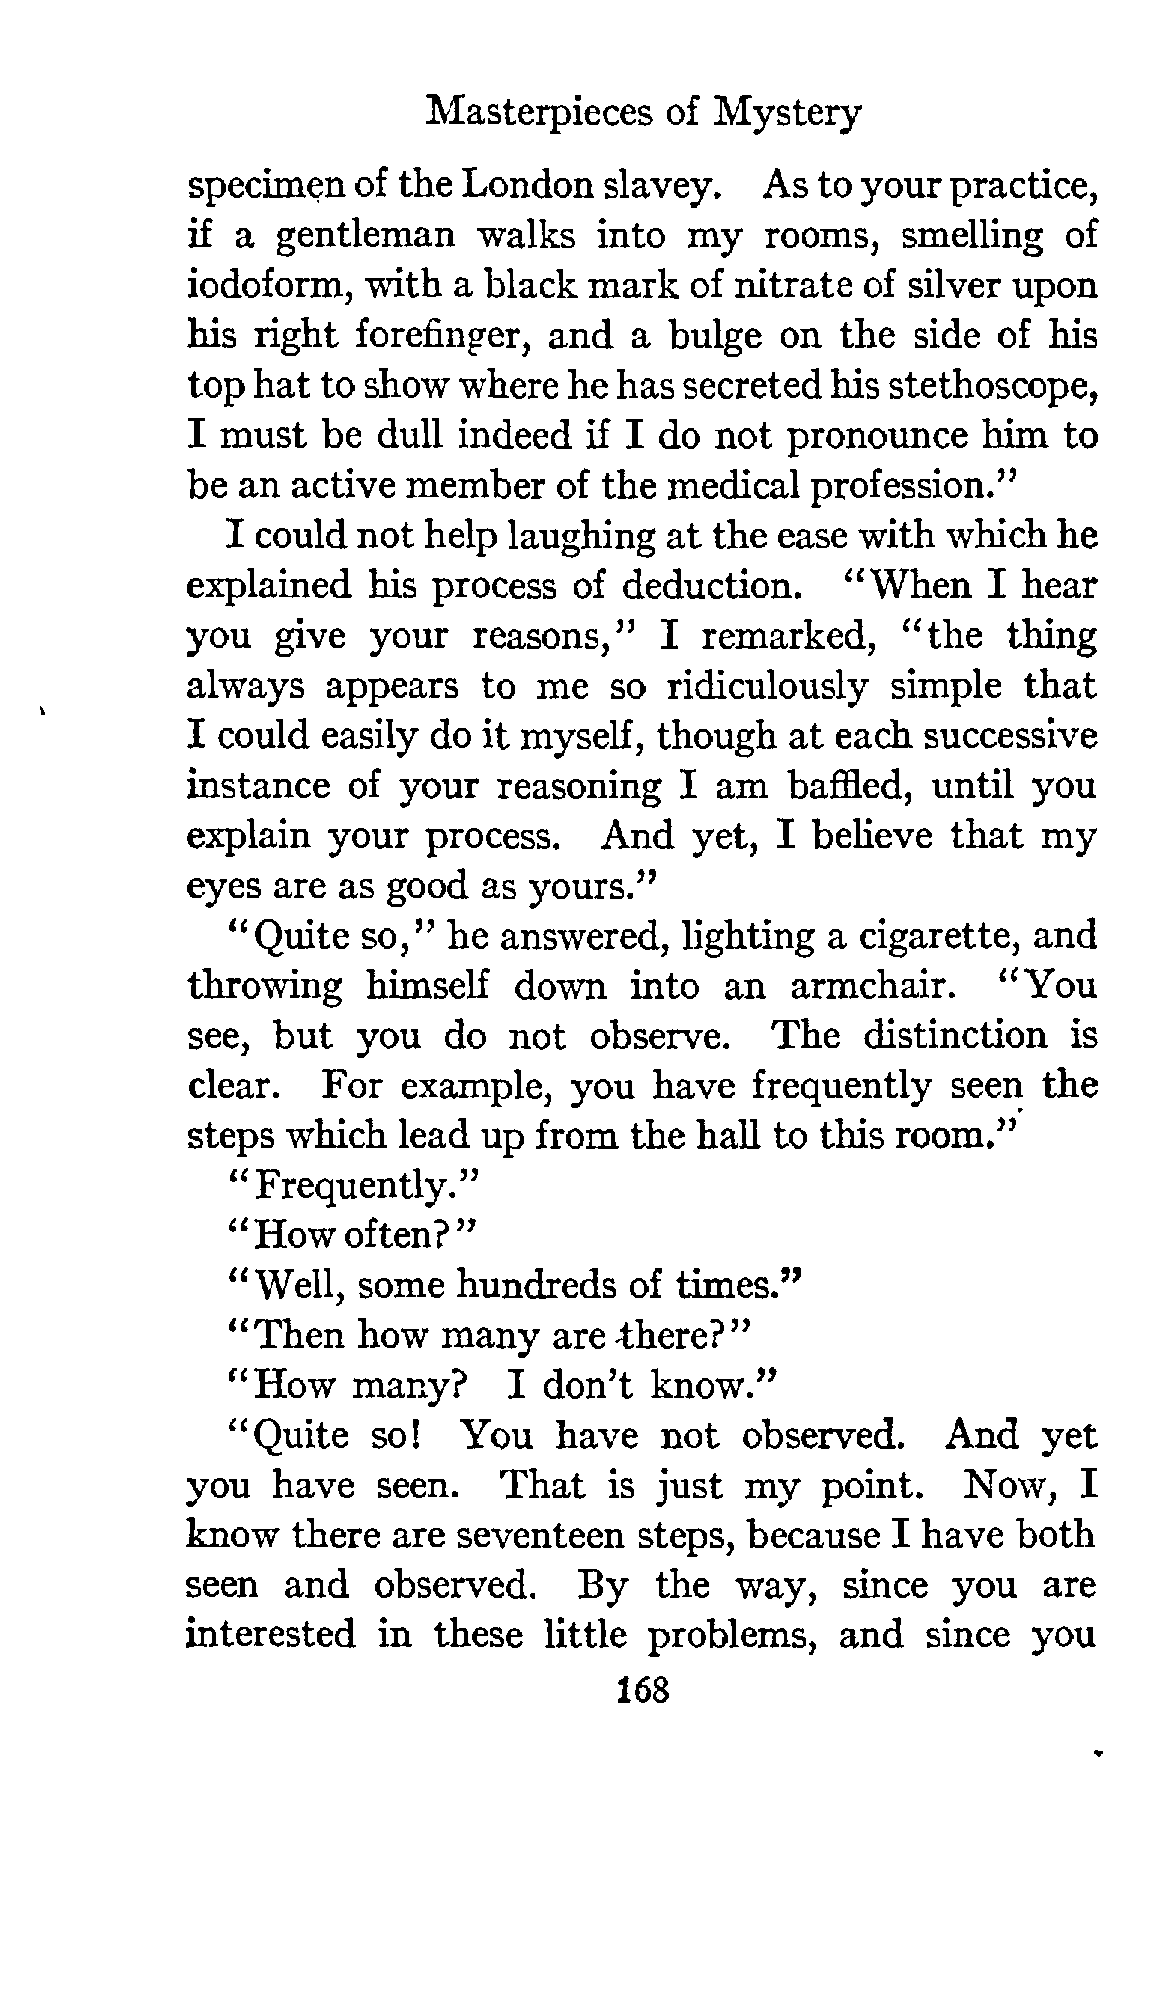 Masterpieces of Mystery
specimen of the London slavey. As to your practice,
if a gentleman walks into my rooms, smelling of
iodoform, with a black mark of nitrate of silver upon
his right forefinger, and a bulge on the side of his
top hat to show where he has secreted his stethoscope,
I must be dull indeed if I do not pronounce him to
be an active member of the medical profession."
I could not help laughing at the ease with which he
explained his process of deduction. "When I hear
you give your reasons," I remarked, "the thing
always appears to me so ridiculously simple that
I could easily do it myself, though at each successive
instance of your reasoning I am baffled, until you
explain your process. And yet, I believe that my
eyes are as good as yours."
"Quite so," he answered, lighting a cigarette, and
throwing himself down into an armchair. "You
see, but you do not observe. The distinction is
clear. For example, you have frequently seen the
steps which lead up from the hall to this room."
"Frequently."
"How often?"
"Well, some hundreds of times."
"Then how many are there?"
"How many? I don't know."
"Quite so! You have not observed. And yet
you have seen. That is just my point. Now, I
know there are seventeen steps, because I have both
seen and observed. By the way, since you are
interested in these little problems, and since you
168